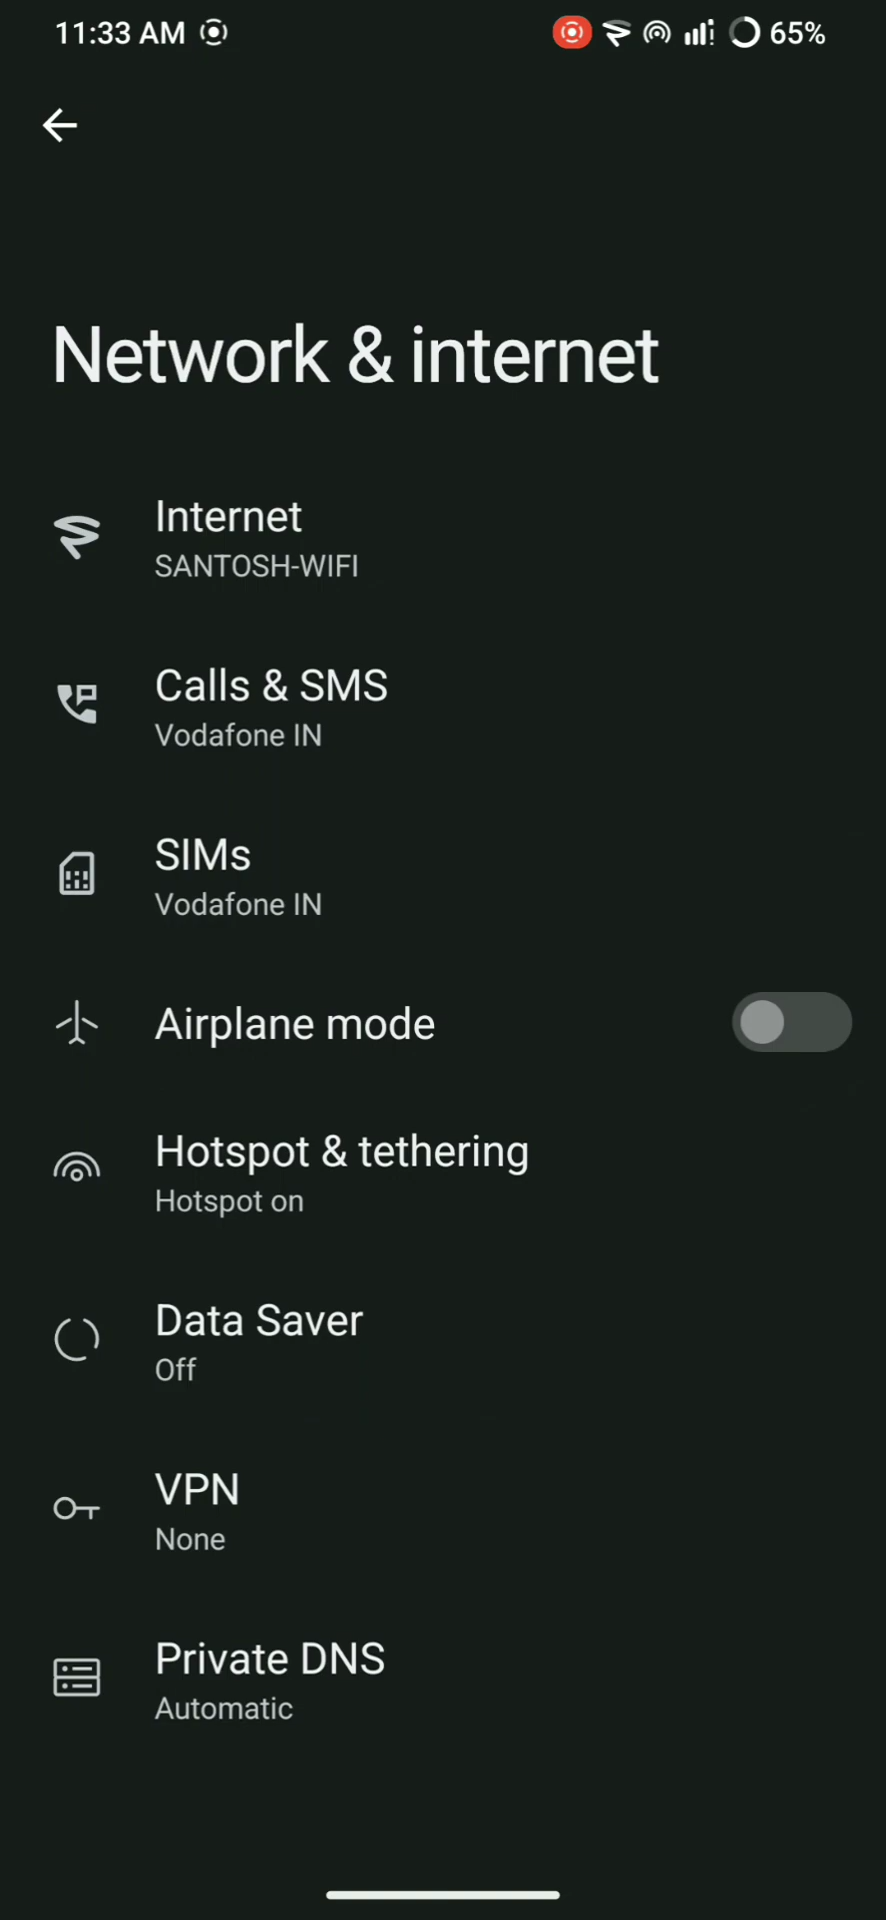 11:33 AM 65%
Network & internet
Internet
SANTOSH-WIFI
Calls & SMS
Vodafone IN
SIMs
Vodafone IN
Airplane mode
Hotspot & tethering
Hotspot on
Data Saver
Off
VPN
None
Private DNS
Automatic